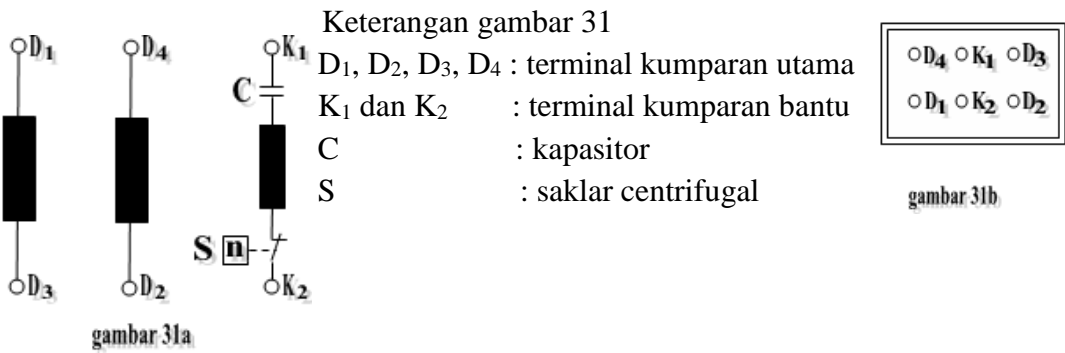 Keterangan gambar 31
D₁, D₂, D₃, D₄ : terminal kumparan utama
K₁ dan K₂ : terminal kumparan bantu
C : kapasitor
S : saklar centrifugal
D₁ D₄ K₁
C
S n
D₃ D₂ K₂
gambar 31a
D₄ K₁ D₃
D₁ K₂ D₂
gambar 31b